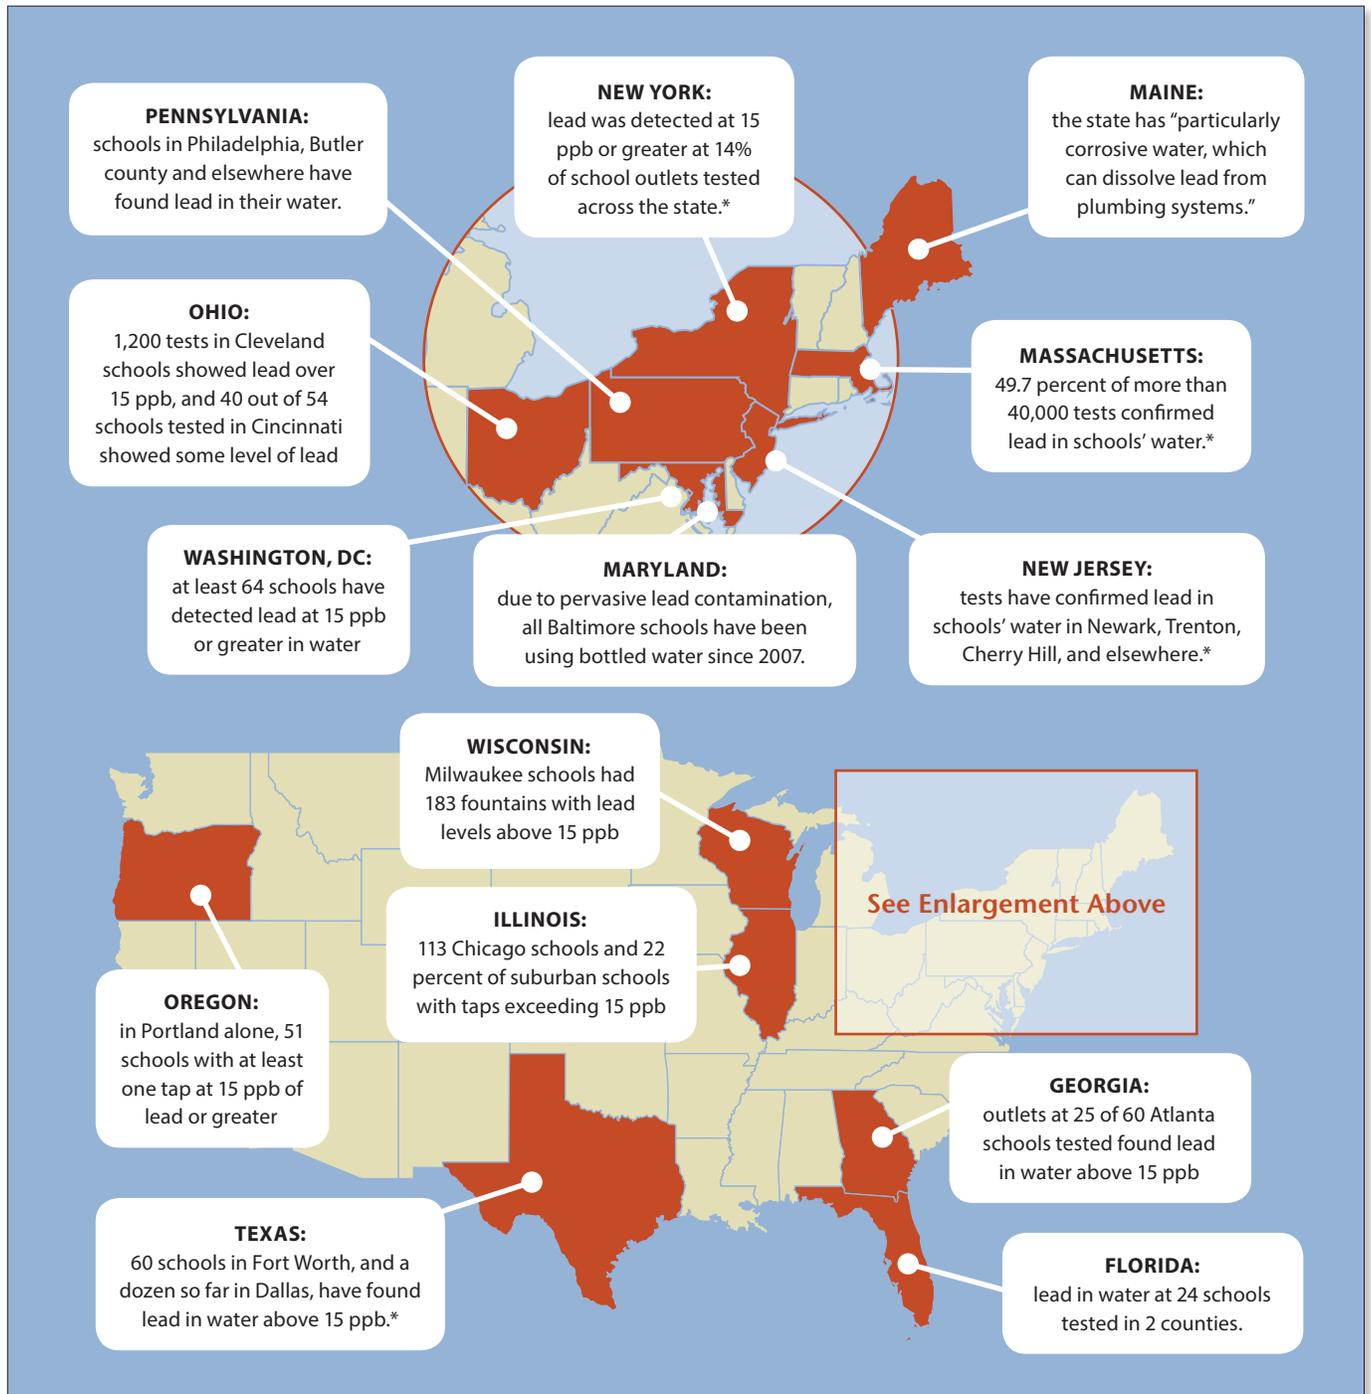 PENNSYLVANIA:
schools in Philadelphia, Butler
county and elsewhere have
found lead in their water.
NEW YORK:
lead was detected at 15
ppb or greater at 14%
of school outlets tested
across the state.*
MAINE:
the state has “particularly
corrosive water, which
can dissolve lead from
plumbing systems.”
OHIO:
1,200 tests in Cleveland
schools showed lead over
15 ppb, and 40 out of 54
schools tested in Cincinnati
showed some level of lead
MASSACHUSETTS:
49.7 percent of more than
40,000 tests confirmed
lead in schools’ water.*
WASHINGTON, DC:
at least 64 schools have
detected lead at 15 ppb
or greater in water
MARYLAND:
due to pervasive lead contamination,
all Baltimore schools have been
using bottled water since 2007.
NEW JERSEY:
tests have confirmed lead in
schools’ water in Newark, Trenton,
Cherry Hill, and elsewhere.*
WISCONSIN:
Milwaukee schools had
183 fountains with lead
levels above 15 ppb
See Enlargement Above
ILLINOIS:
113 Chicago schools and 22
percent of suburban schools
with taps exceeding 15 ppb
OREGON:
in Portland alone, 51
schools with at least
one tap at 15 ppb of
lead or greater
GEORGIA:
outlets at 25 of 60 Atlanta
schools tested found lead
in water above 15 ppb
TEXAS:
60 schools in Fort Worth, and a
dozen so far in Dallas, have found
lead in water above 15 ppb.*
FLORIDA:
lead in water at 24 schools
tested in 2 counties.